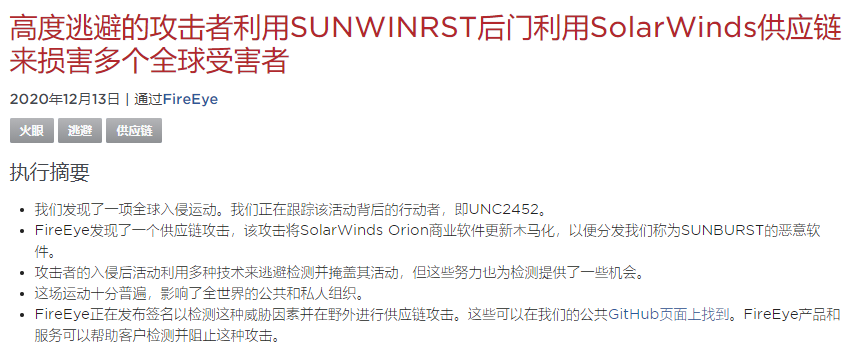 高度逃避的攻击者利用SUNWINRST后门利用SolarWinds供应链
来损害多个全球受害者
2020年12月13日 | 通过FireEye
火眼 逃避 供应链
执行摘要
• 我们发现了一项全球入侵运动。我们正在跟踪该活动背后的行动者，即UNC2452。
• FireEye发现了一个供应链攻击，该攻击将SolarWinds Orion商业软件更新木马化，以便分发我们称为SUNBURST的恶意软
件。
• 攻击者的入侵后活动利用多种技术来逃避检测并掩盖其活动，但这些努力也为检测提供了一些机会。
• 这场运动十分普遍，影响了全世界的公共和私人组织。
• FireEye正在发布签名以检测这种威胁因素并在野外进行供应链攻击。这些可以在我们的公共GitHub页面上找到。FireEye产品和
服务可以帮助客户检测并阻止这种攻击。